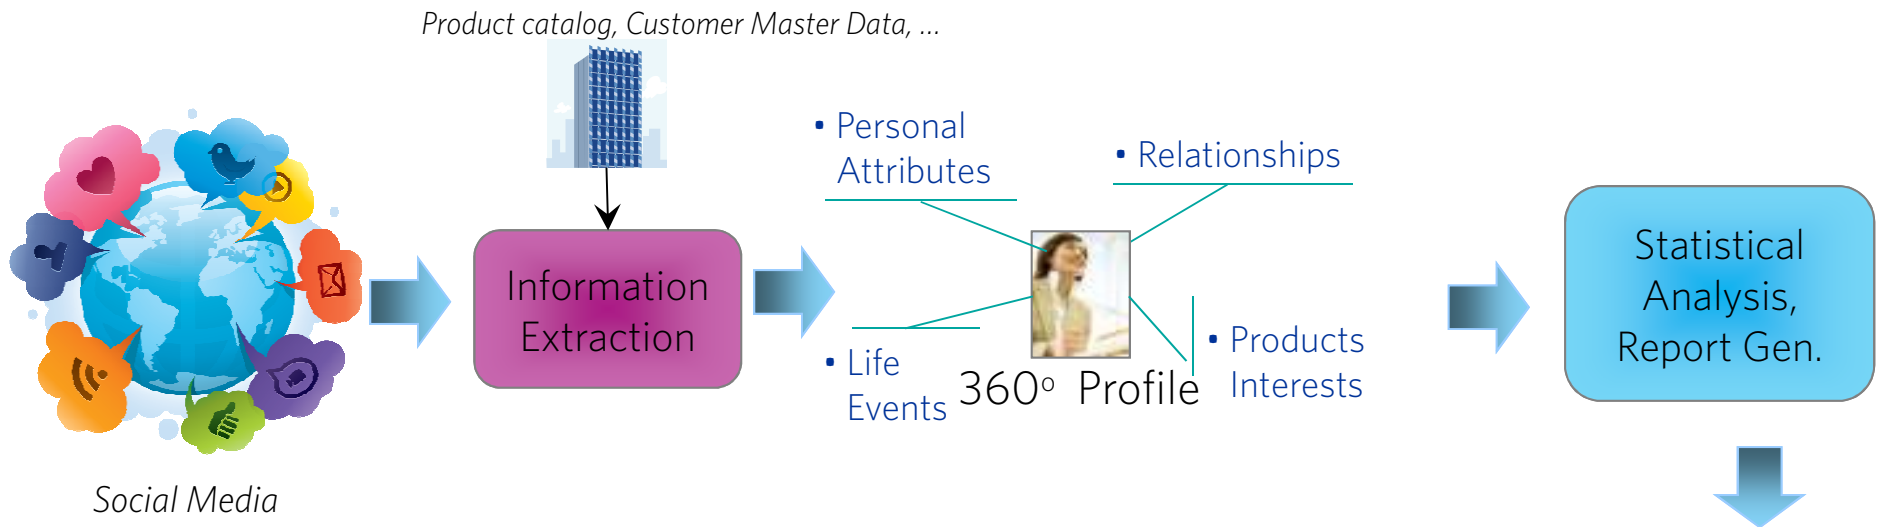 Product catalog, Customer Master Data, ...
• Personal
Attributes
• Relationships
Information
Extraction
Statistical
Analysis,
Report Gen.
• Life
Events
360º Profile
• Products
Interests
Social Media